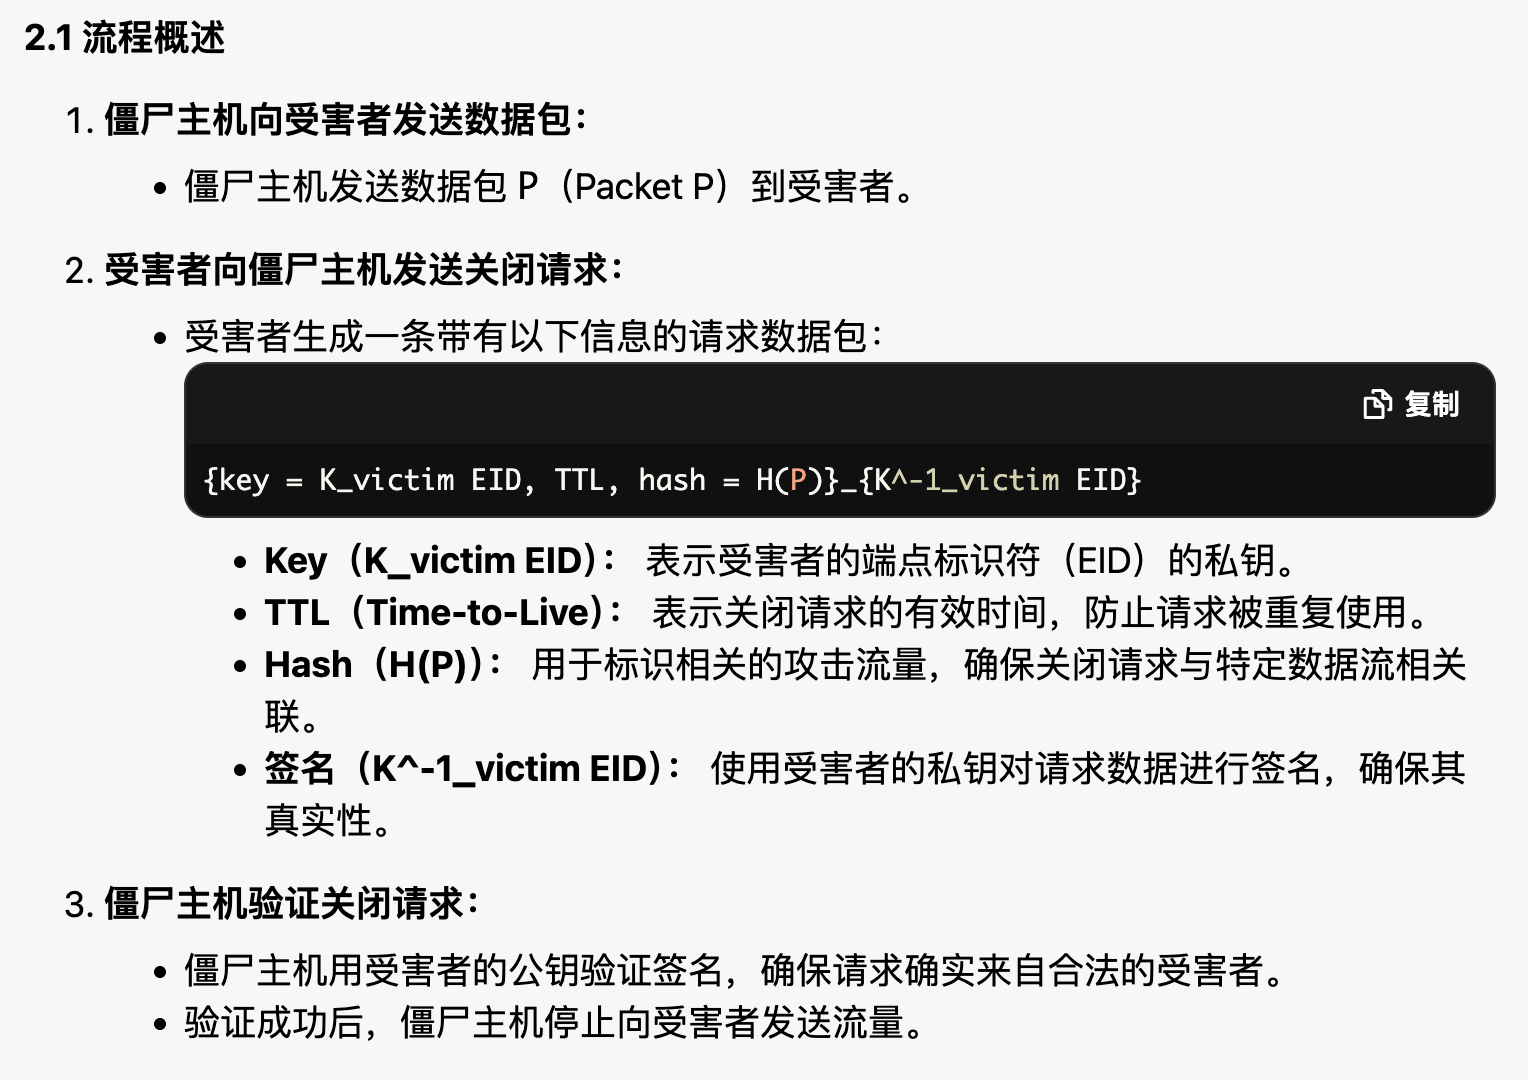 2.1 流程概述
1. 僵尸主机向受害者发送数据包：
• 僵尸主机发送数据包 P（Packet P）到受害者。
2. 受害者向僵尸主机发送关闭请求：
• 受害者生成一条带有以下信息的请求数据包：
复制
{key = K_victim EID, TTL, hash = H(P)}_{K^-1_victim EID}
• Key（K_victim EID）： 表示受害者的端点标识符（EID）的私钥。
• TTL（Time-to-Live）： 表示关闭请求的有效时间，防止请求被重复使用。
• Hash（H(P)）： 用于标识相关的攻击流量，确保关闭请求与特定数据流相关
联。
• 签名（K^-1_victim EID）： 使用受害者的私钥对请求数据进行签名，确保其
真实性。
3. 僵尸主机验证关闭请求：
• 僵尸主机用受害者的公钥验证签名，确保请求确实来自合法的受害者。
• 验证成功后，僵尸主机停止向受害者发送流量。